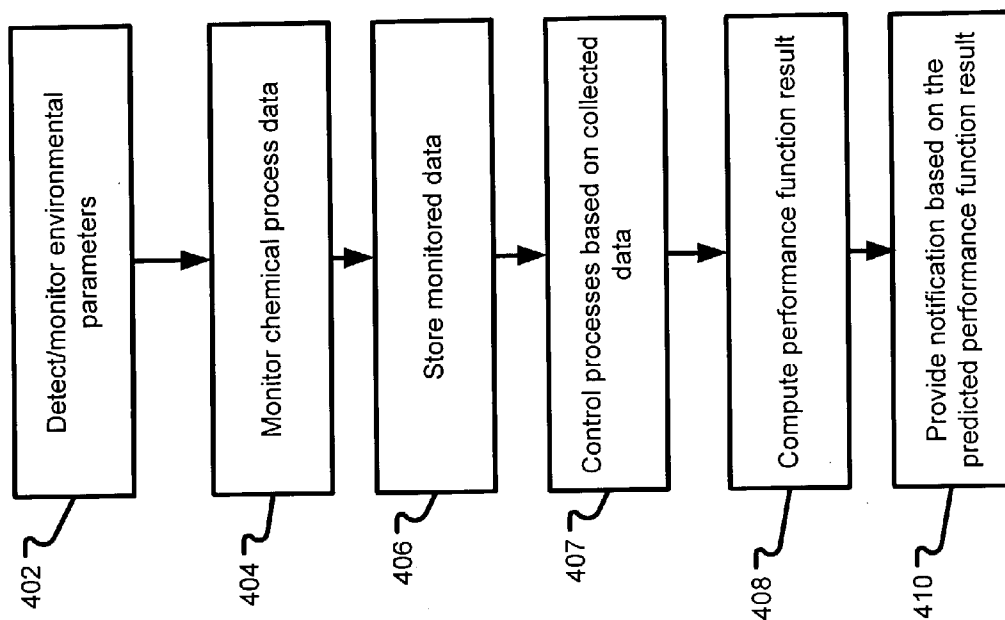 402
Detect/monitor environmental
parameters
404
Monitor chemical process data
406
Store monitored data
407
Control processes based on collected
data
408
Compute performance function result
410
Provide notification based on the
predicted performance function result